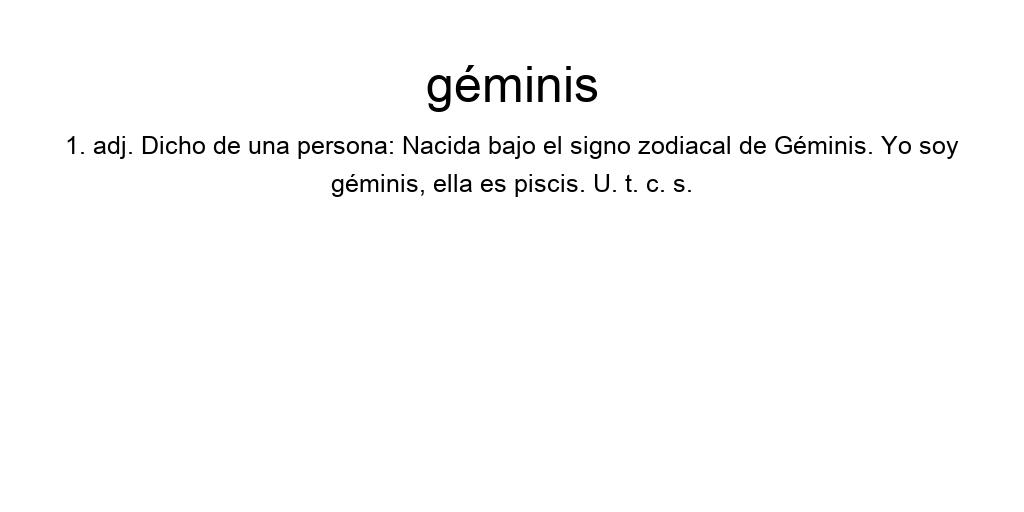 géminis
1. adj. Dicho de una persona: Nacida bajo el signo zodiacal de Géminis. Yo soy
géminis, ella es piscis. U. t. c. s.